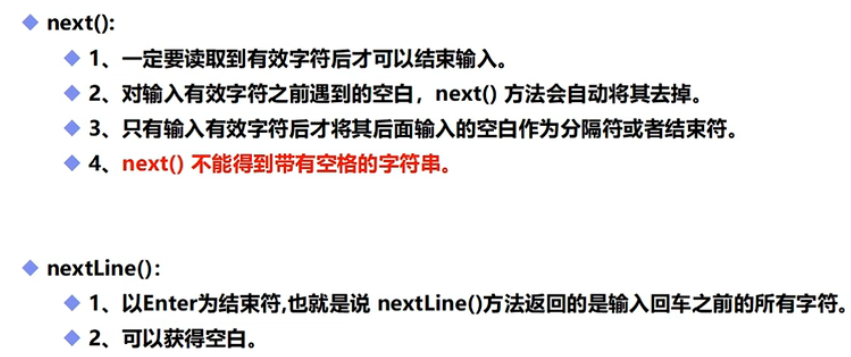 next():
1、一定要读取到有效字符后才可以结束输入。
2、对输入有效字符之前遇到的空白，next() 方法会自动将其去掉。
3、只有输入有效字符后才将其后面输入的空白作为分隔符或者结束符。
4、next() 不能得到带有空格的字符串。
nextLine():
1、以Enter为结束符,也就是说 nextLine()方法返回的是输入回车之前的所有字符。
2、可以获得空白。